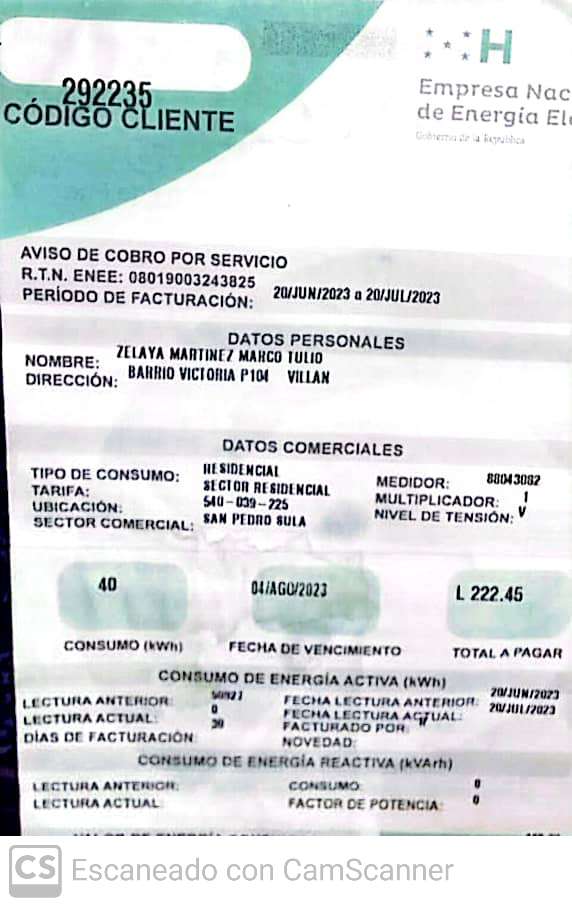 H
Empresa Nac
de Energía El
Gobierno de la República
292235
CÓDIGO CLIENTE
AVISO DE COBRO POR SERVICIO
R.T.N. ENEE: 08019003243825
PERÍODO DE FACTURACIÓN: 20/JUN/2023 a 20/JUL/2023
DATOS PERSONALES
NOMBRE: ZELAYA MARTINEZ MARCO TULIO
DIRECCIÓN: BARRIO VICTORIA P104 VILLAN
DATOS COMERCIALES
TIPO DE CONSUMO: RESIDENCIAL MEDIDOR: 88043082
TARIFA: SECTOR RESIDENCIAL MULTIPLICADOR: 1
UBICACIÓN: 540-039-225 NIVEL DE TENSIÓN: V
SECTOR COMERCIAL: SAN PEDRO SULA
40 04/AGO/2023 L 222.45
CONSUMO (kWh) FECHA DE VENCIMIENTO TOTAL A PAGAR
CONSUMO DE ENERGÍA ACTIVA (kWh)
LECTURA ANTERIOR: FECHA LECTURA ANTERIOR: 20/JUN/2023
LECTURA ACTUAL: 0 FECHA LECTURA ACTUAL: 20/JUL/2023
DÍAS DE FACTURACIÓN: 30 FACTURADO POR:
NOVEDAD:
CONSUMO DE ENERGÍA REACTIVA (kVArh)
LECTURA ANTERIOR: CONSUMO: 0
LECTURA ACTUAL: FACTOR DE POTENCIA: 0
CS Escaneado con CamScanner